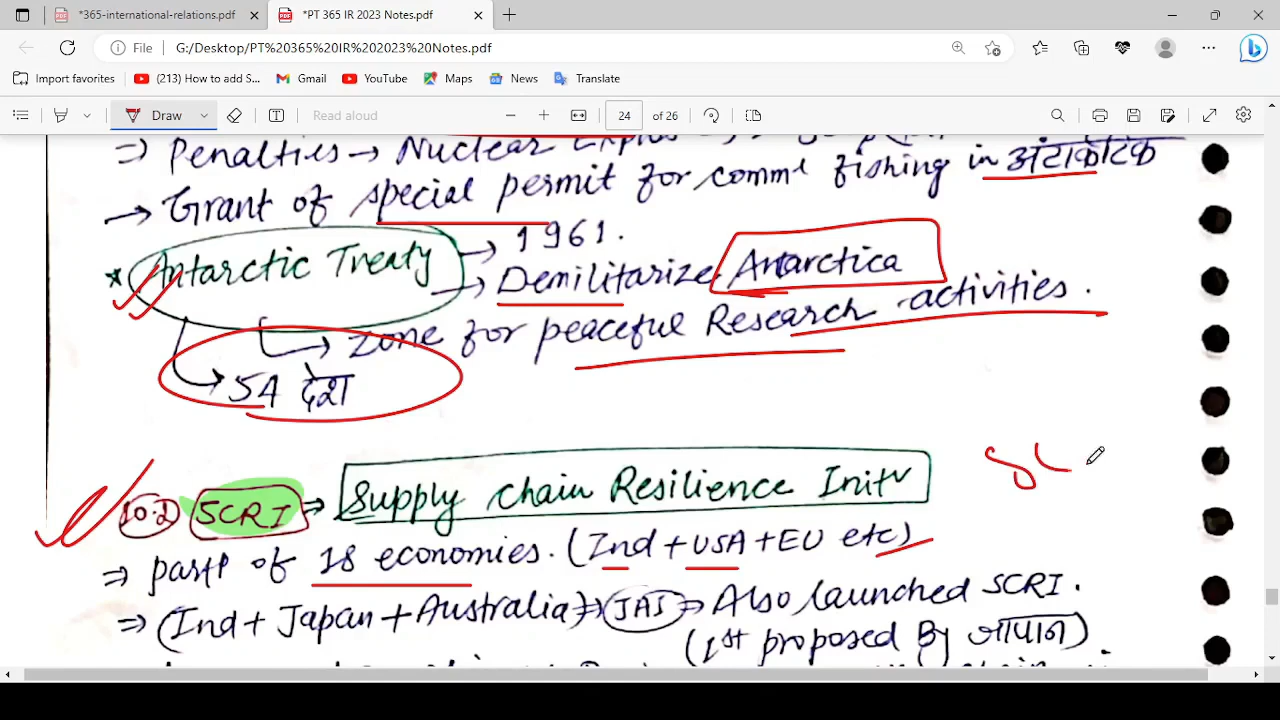 *365-international-relations.pdf
*PT 365 IR 2023 Notes.pdf
File G:/Desktop/PT%20365%20IR%202023%20Notes.pdf
Import favorites (213) How to add S... Gmail YouTube Maps News Translate
Draw Read aloud 24 of 26
⇒ Penalties → Nuclear
→ Grant of special permit for comml fishing in अंटार्कटिक
* Antarctic Treaty → 1961.
→ Demilitarize Antarctica
→ zone for peaceful Research activities.
→ 54 देश
10.2 SCRI ⇒ Supply Chain Resilience Initv
⇒ partp of 18 economies. (Ind + USA + EU etc)
⇒ (Ind + Japan + Australia) ⇒ JAI ⇒ Also launched SCRI.
(1st proposed By जापान)